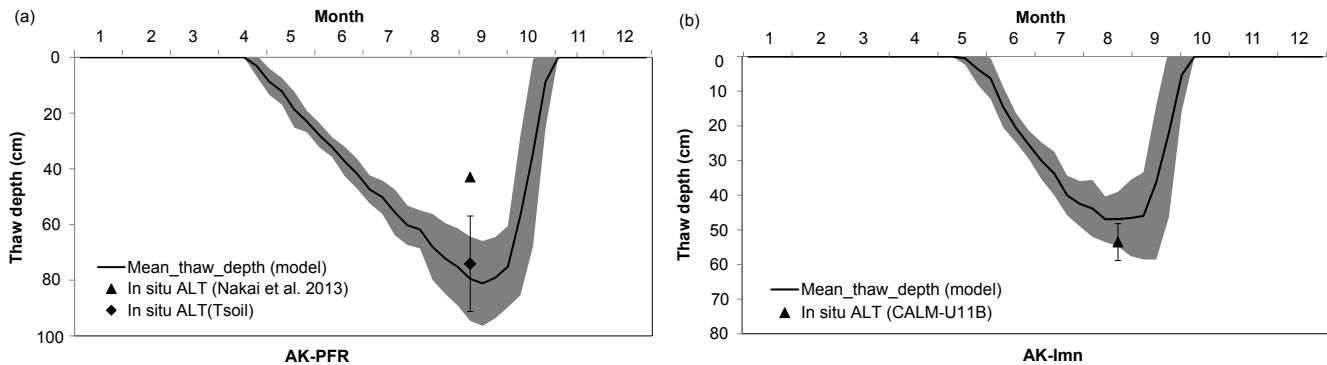 (a)
Month
1 2 3 4 5 6 7 8 9 10 11 12
0
20
40
60
80
100
Thaw depth (cm)
Mean_thaw_depth (model)
In situ ALT (Nakai et al. 2013)
In situ ALT(Tsoil)
AK-PFR
(b)
Month
1 2 3 4 5 6 7 8 9 10 11 12
0
10
20
30
40
50
60
70
80
Thaw depth (cm)
Mean_thaw_depth (model)
In situ ALT (CALM-U11B)
AK-Imn